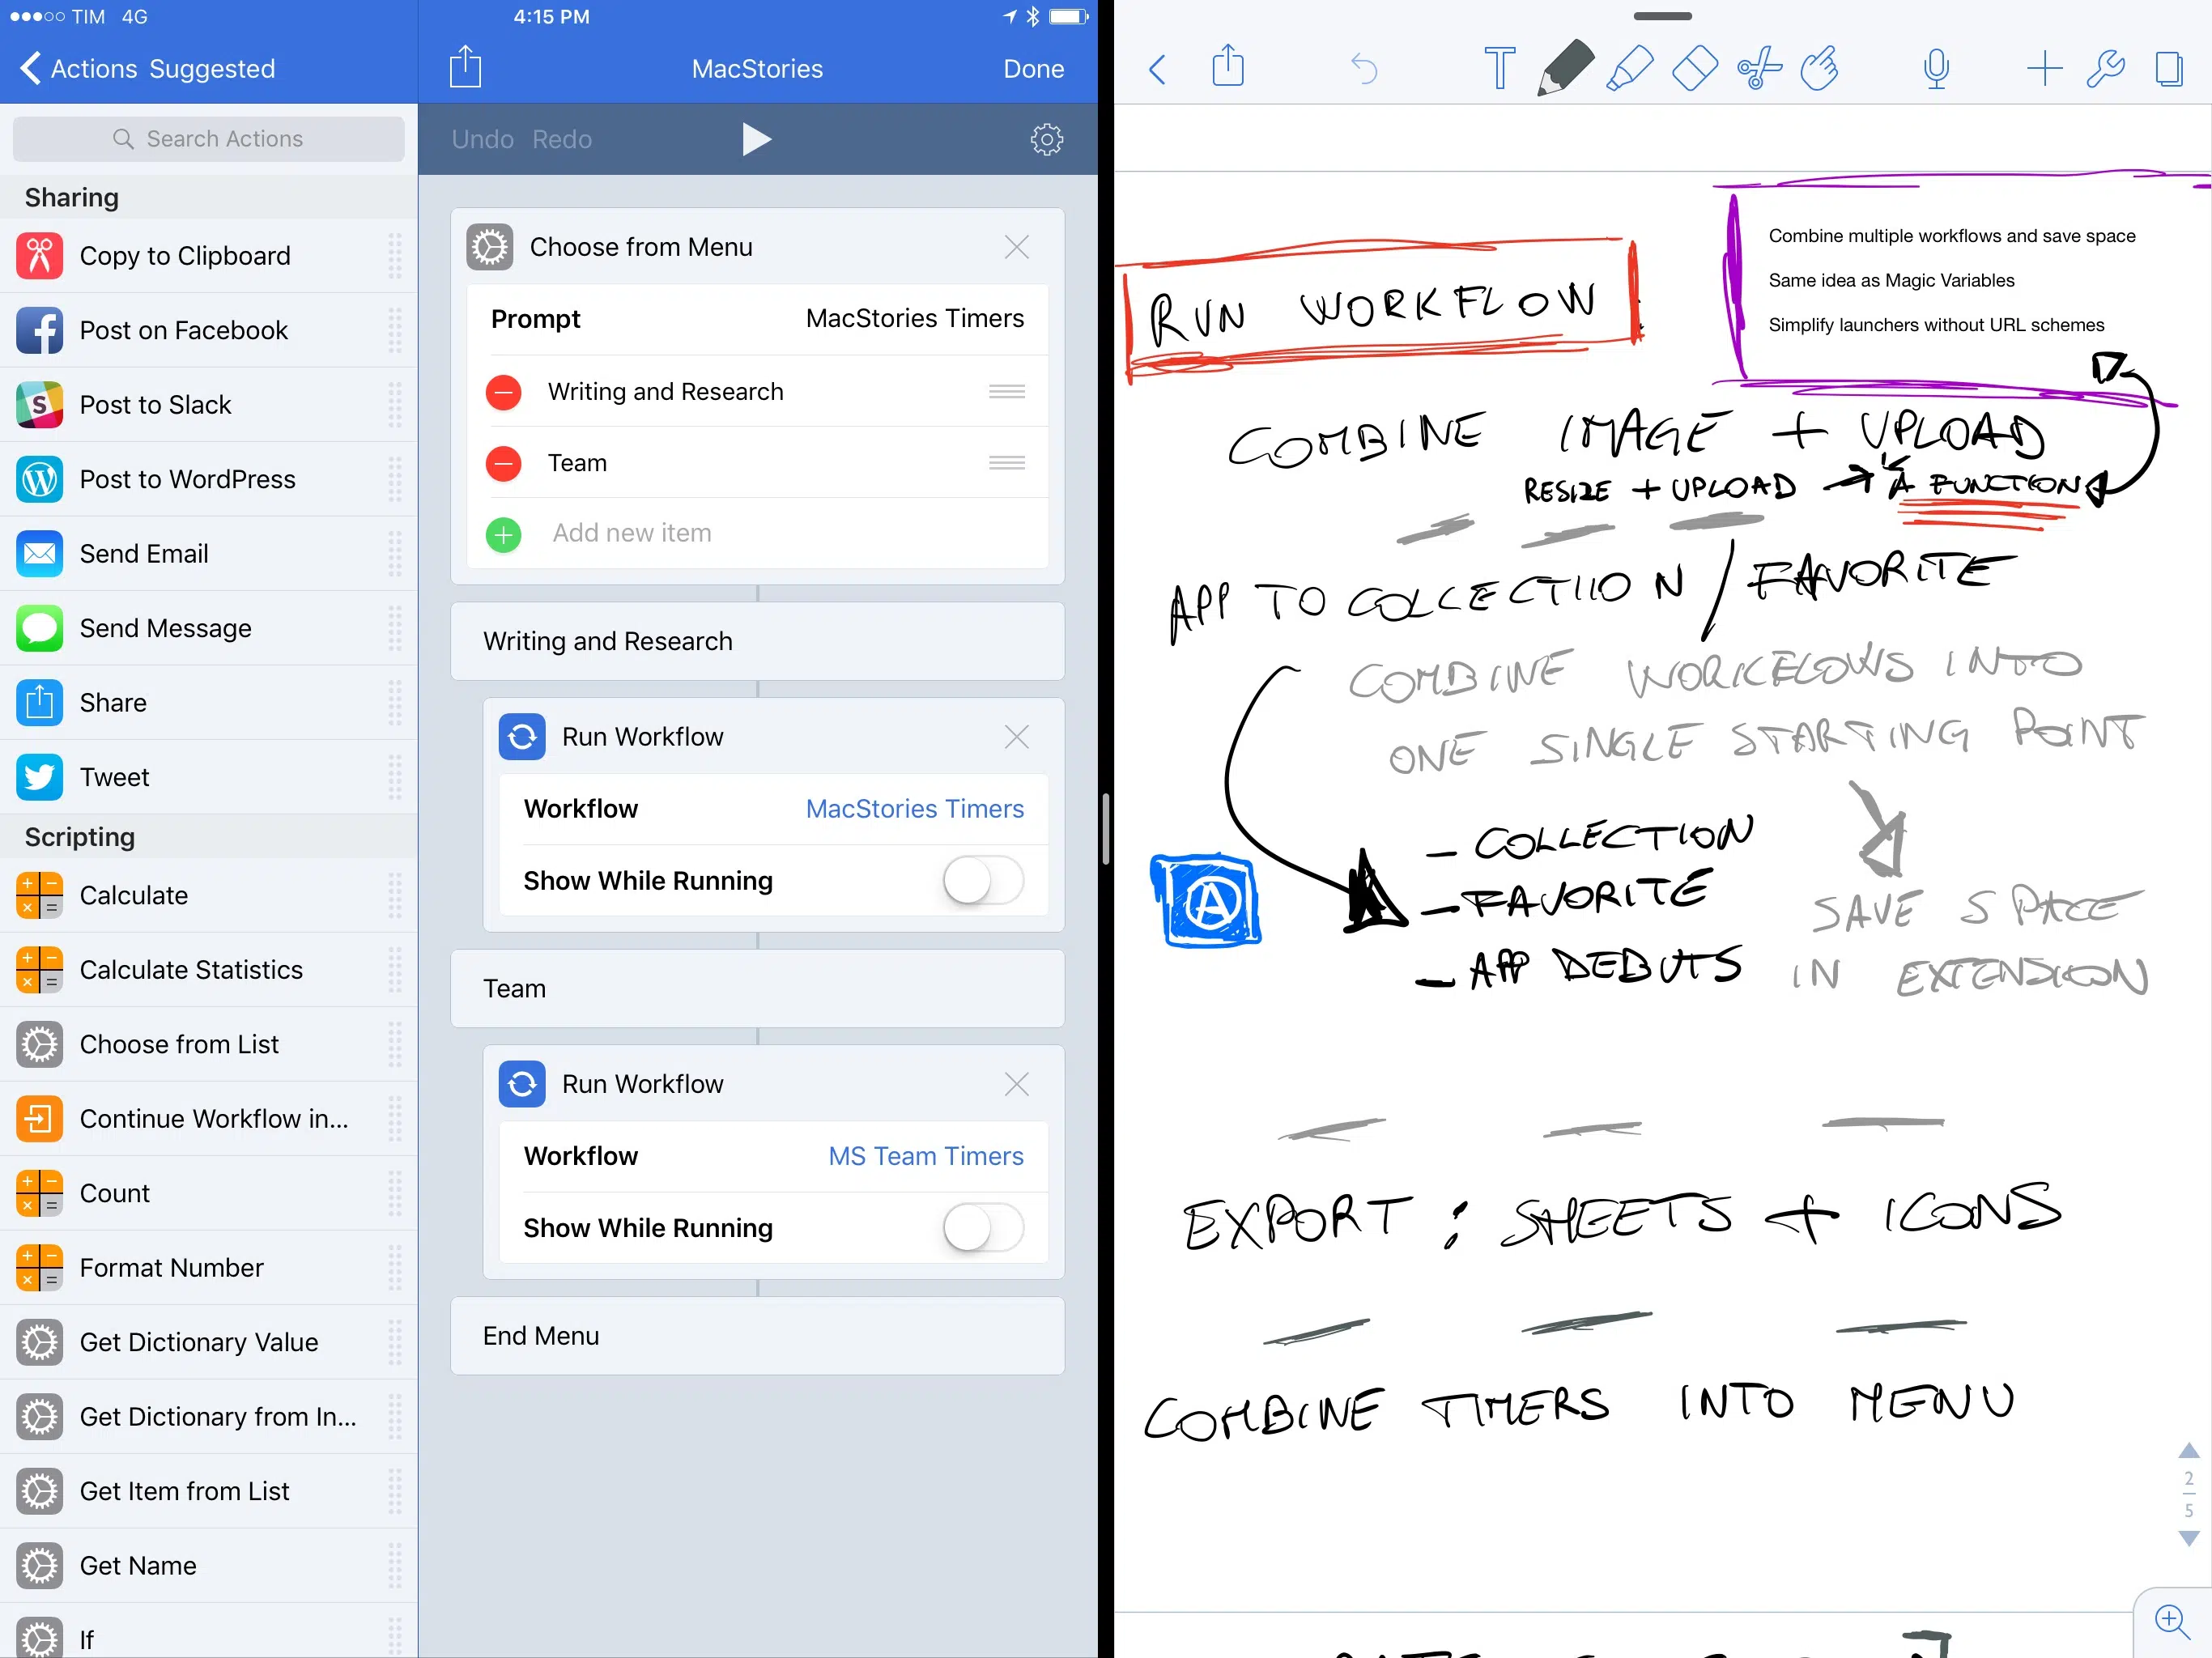 TIM 4G
4:15 PM
Actions Suggested
MacStories
Done
Search Actions
Sharing
Copy to Clipboard
Post on Facebook
Post to Slack
Post to WordPress
Send Email
Send Message
Share
Tweet
Scripting
Calculate
Calculate Statistics
Choose from List
Continue Workflow in...
Count
Format Number
Get Dictionary Value
Get Dictionary from In...
Get Item from List
Get Name
If
Undo Redo
Choose from Menu
Prompt MacStories Timers
Writing and Research
Team
Add new item
Writing and Research
Run Workflow
Workflow MacStories Timers
Show While Running
Team
Run Workflow
Workflow MS Team Timers
Show While Running
End Menu
T
RUN WORKFLOW
Combine multiple workflows and save space
Same idea as Magic Variables
Simplify launchers without URL schemes
COMBINE IMAGE + UPLOAD
RESIZE + UPLOAD → A FUNCTION
APP TO COLLECTIION / FAVORITE
COMBINE WORKFLOWS INTO
ONE SINGLE STARTING POINT
A
– COLLECTION
– FAVORITE
– APP DEBUTS
SAVE SPACE
IN EXTENSION
EXPORT : SHEETS + ICONS
COMBINE TIMERS INTO MENU
2
5